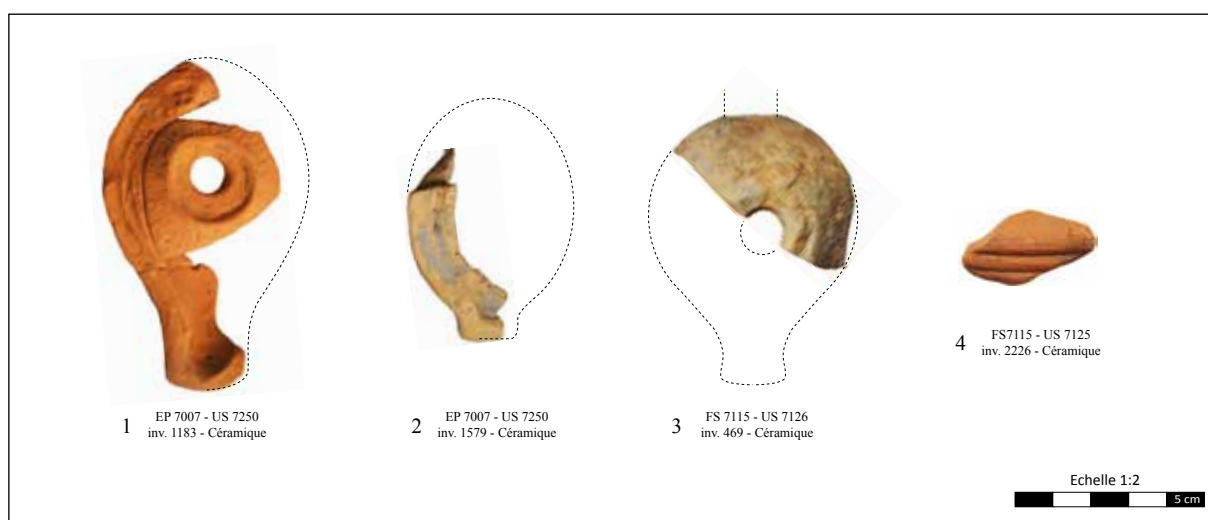 1
EP 7007 - US 7250
inv. 1183 - Céramique
2
EP 7007 - US 7250
inv. 1579 - Céramique
3
FS 7115 - US 7126
inv. 469 - Céramique
4
FS7115 - US 7125
inv. 2226 - Céramique
Echelle 1:2
5 cm